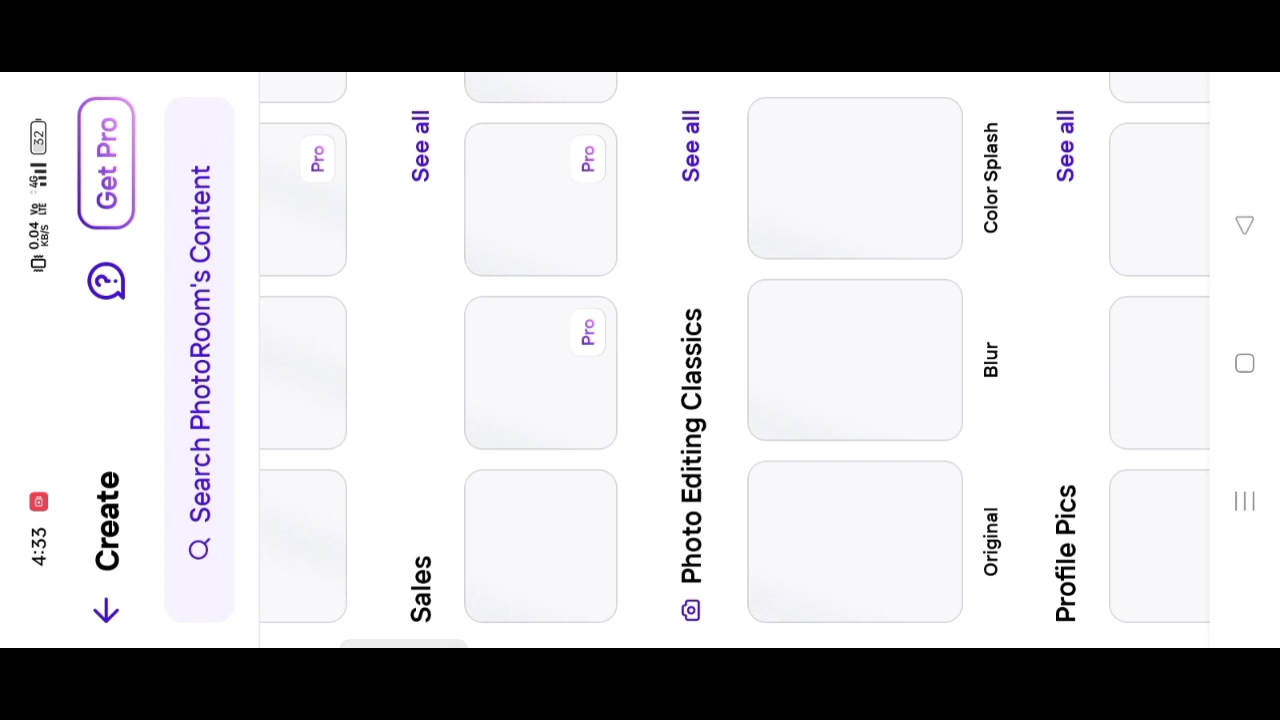 4:33 0.04 KB/S Vo LTE 4G 32
Create Get Pro
Search PhotoRoom's Content
Pro
Sales See all
Pro Pro
Photo Editing Classics See all
Original Blur Color Splash
Profile Pics See all